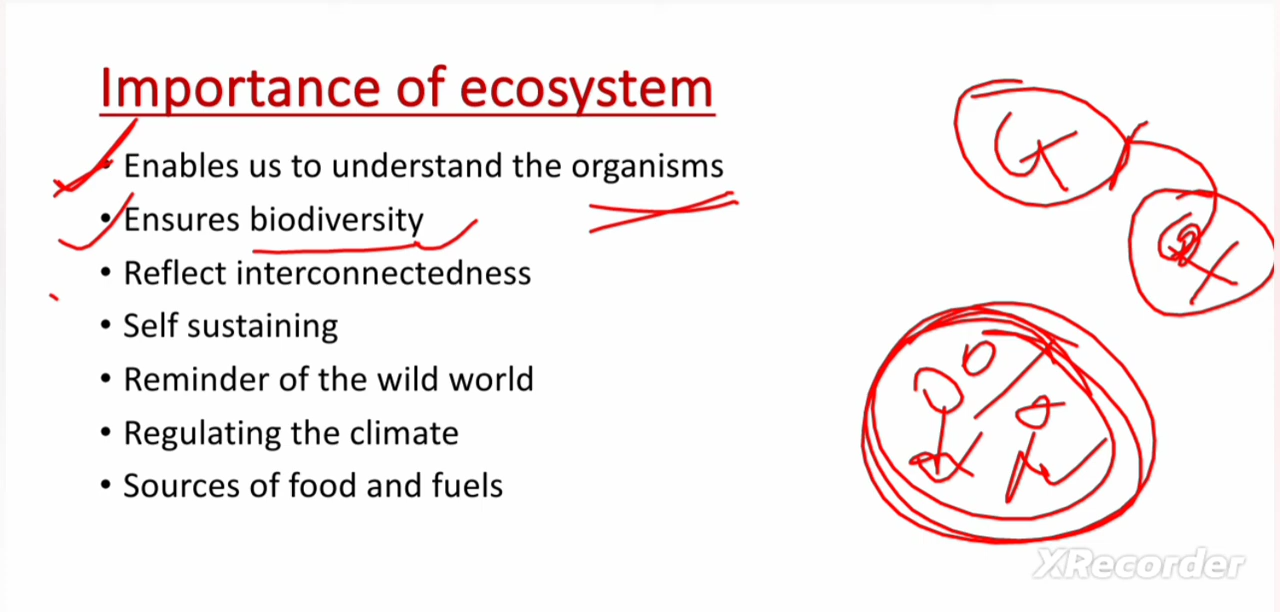 Importance of ecosystem
• Enables us to understand the organisms
• Ensures biodiversity
• Reflect interconnectedness
• Self sustaining
• Reminder of the wild world
• Regulating the climate
• Sources of food and fuels
XRecorder